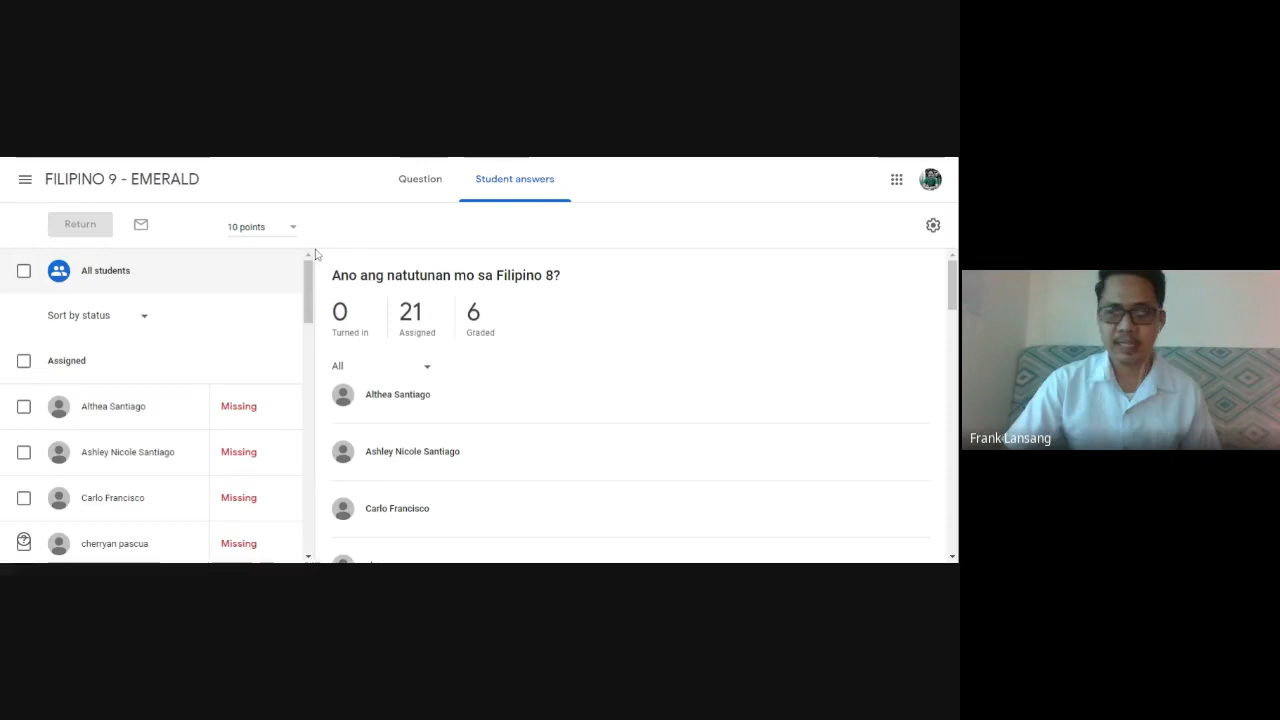 FILIPINO 9 - EMERALD
Question
Student answers
Return
10 points
All students
Sort by status
Assigned
Althea Santiago
Missing
Ashley Nicole Santiago
Missing
Carlo Francisco
Missing
cherryan pascua
Missing
Ano ang natutunan mo sa Filipino 8?
0
21
6
Turned in
Assigned
Graded
All
Althea Santiago
Ashley Nicole Santiago
Carlo Francisco
Frank Lansang